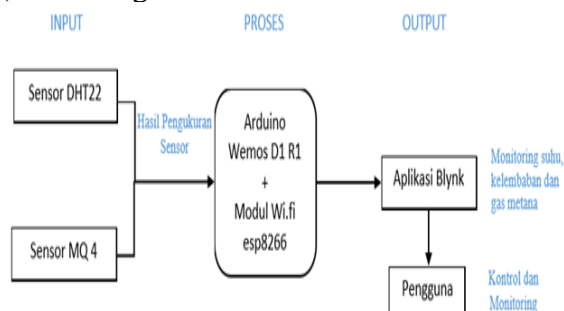 INPUT
PROSES
OUTPUT
Sensor DHT22
Hasil Pengukuran
Sensor
Sensor MQ 4
Arduino
Wemos D1 R1
+
Modul Wi.fi
esp8266
Aplikasi Blynk
Monitoring suhu,
kelembaban dan
gas metana
Pengguna
Kontrol dan
Monitoring